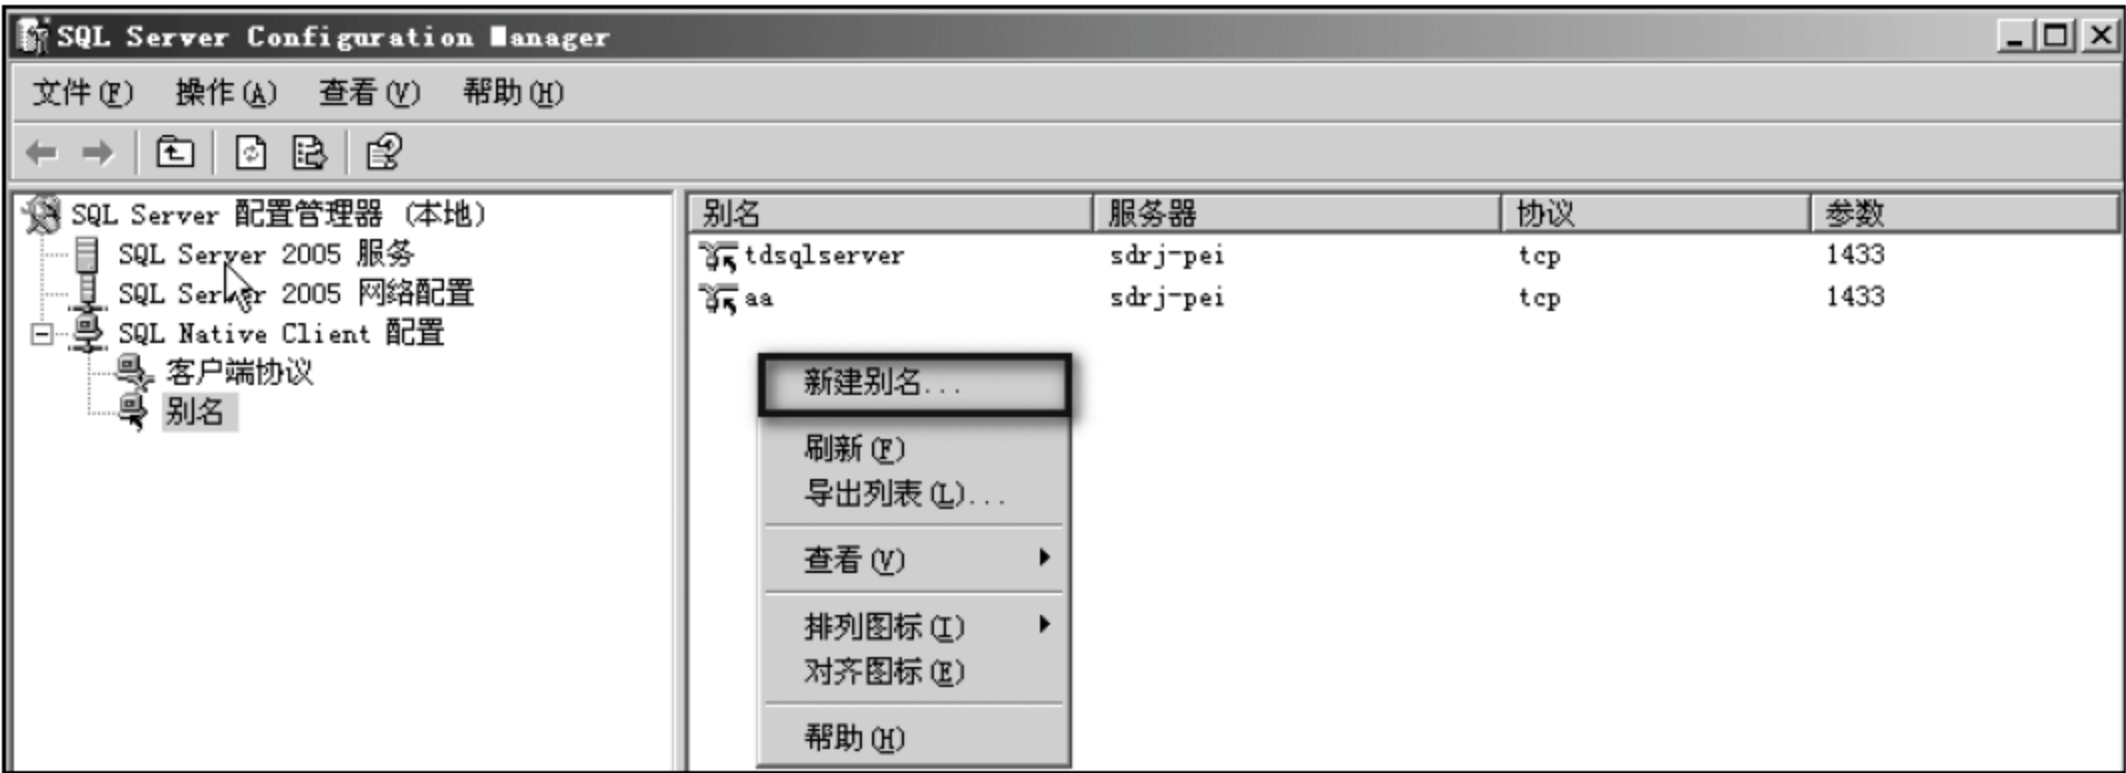 SQL Server Configuration Manager
文件(F) 操作(A) 查看(V) 帮助(H)
SQL Server 配置管理器 (本地)
SQL Server 2005 服务
SQL Server 2005 网络配置
SQL Native Client 配置
客户端协议
别名
别名 服务器 协议 参数
tdsqlserver sdrj-pei tcp 1433
aa sdrj-pei tcp 1433
新建别名...
刷新(F)
导出列表(L)...
查看(V)
排列图标(I)
对齐图标(E)
帮助(H)